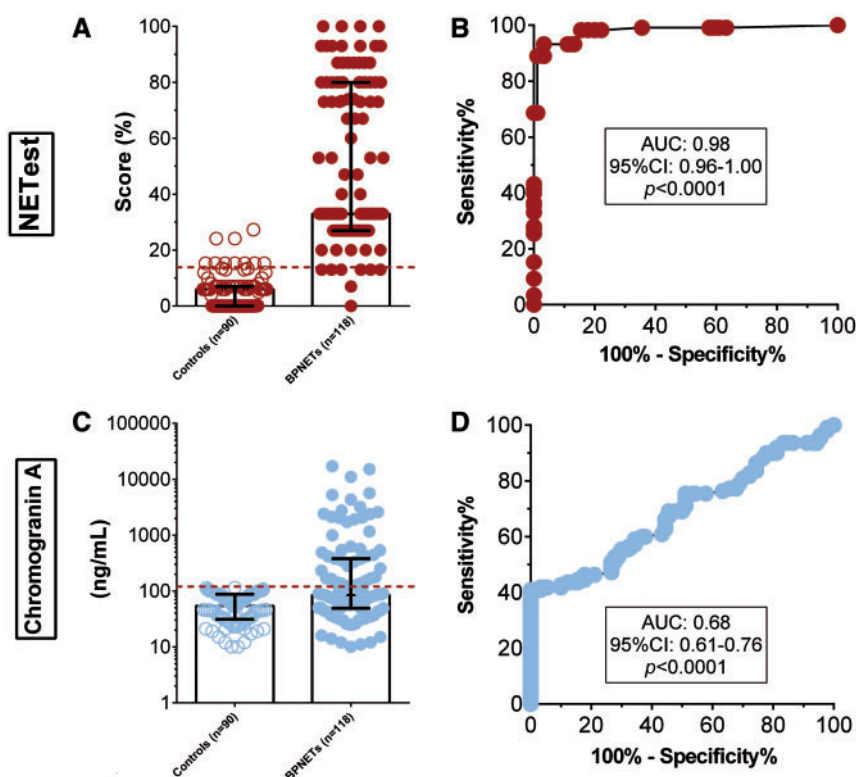 A
NETest
Score (%)
100
80
60
40
20
0
Controls (n=90)
BPNETs (n=118)
B
Sensitivity%
100
80
60
40
20
0
AUC: 0.98
95%CI: 0.96-1.00
p<0.0001
0 20 40 60 80 100
100% - Specificity%
C
Chromogranin A
(ng/mL)
100000
10000
1000
100
10
1
Controls (n=90)
BPNETs (n=118)
D
Sensitivity%
100
80
60
40
20
0
AUC: 0.68
95%CI: 0.61-0.76
p<0.0001
0 20 40 60 80 100
100% - Specificity%